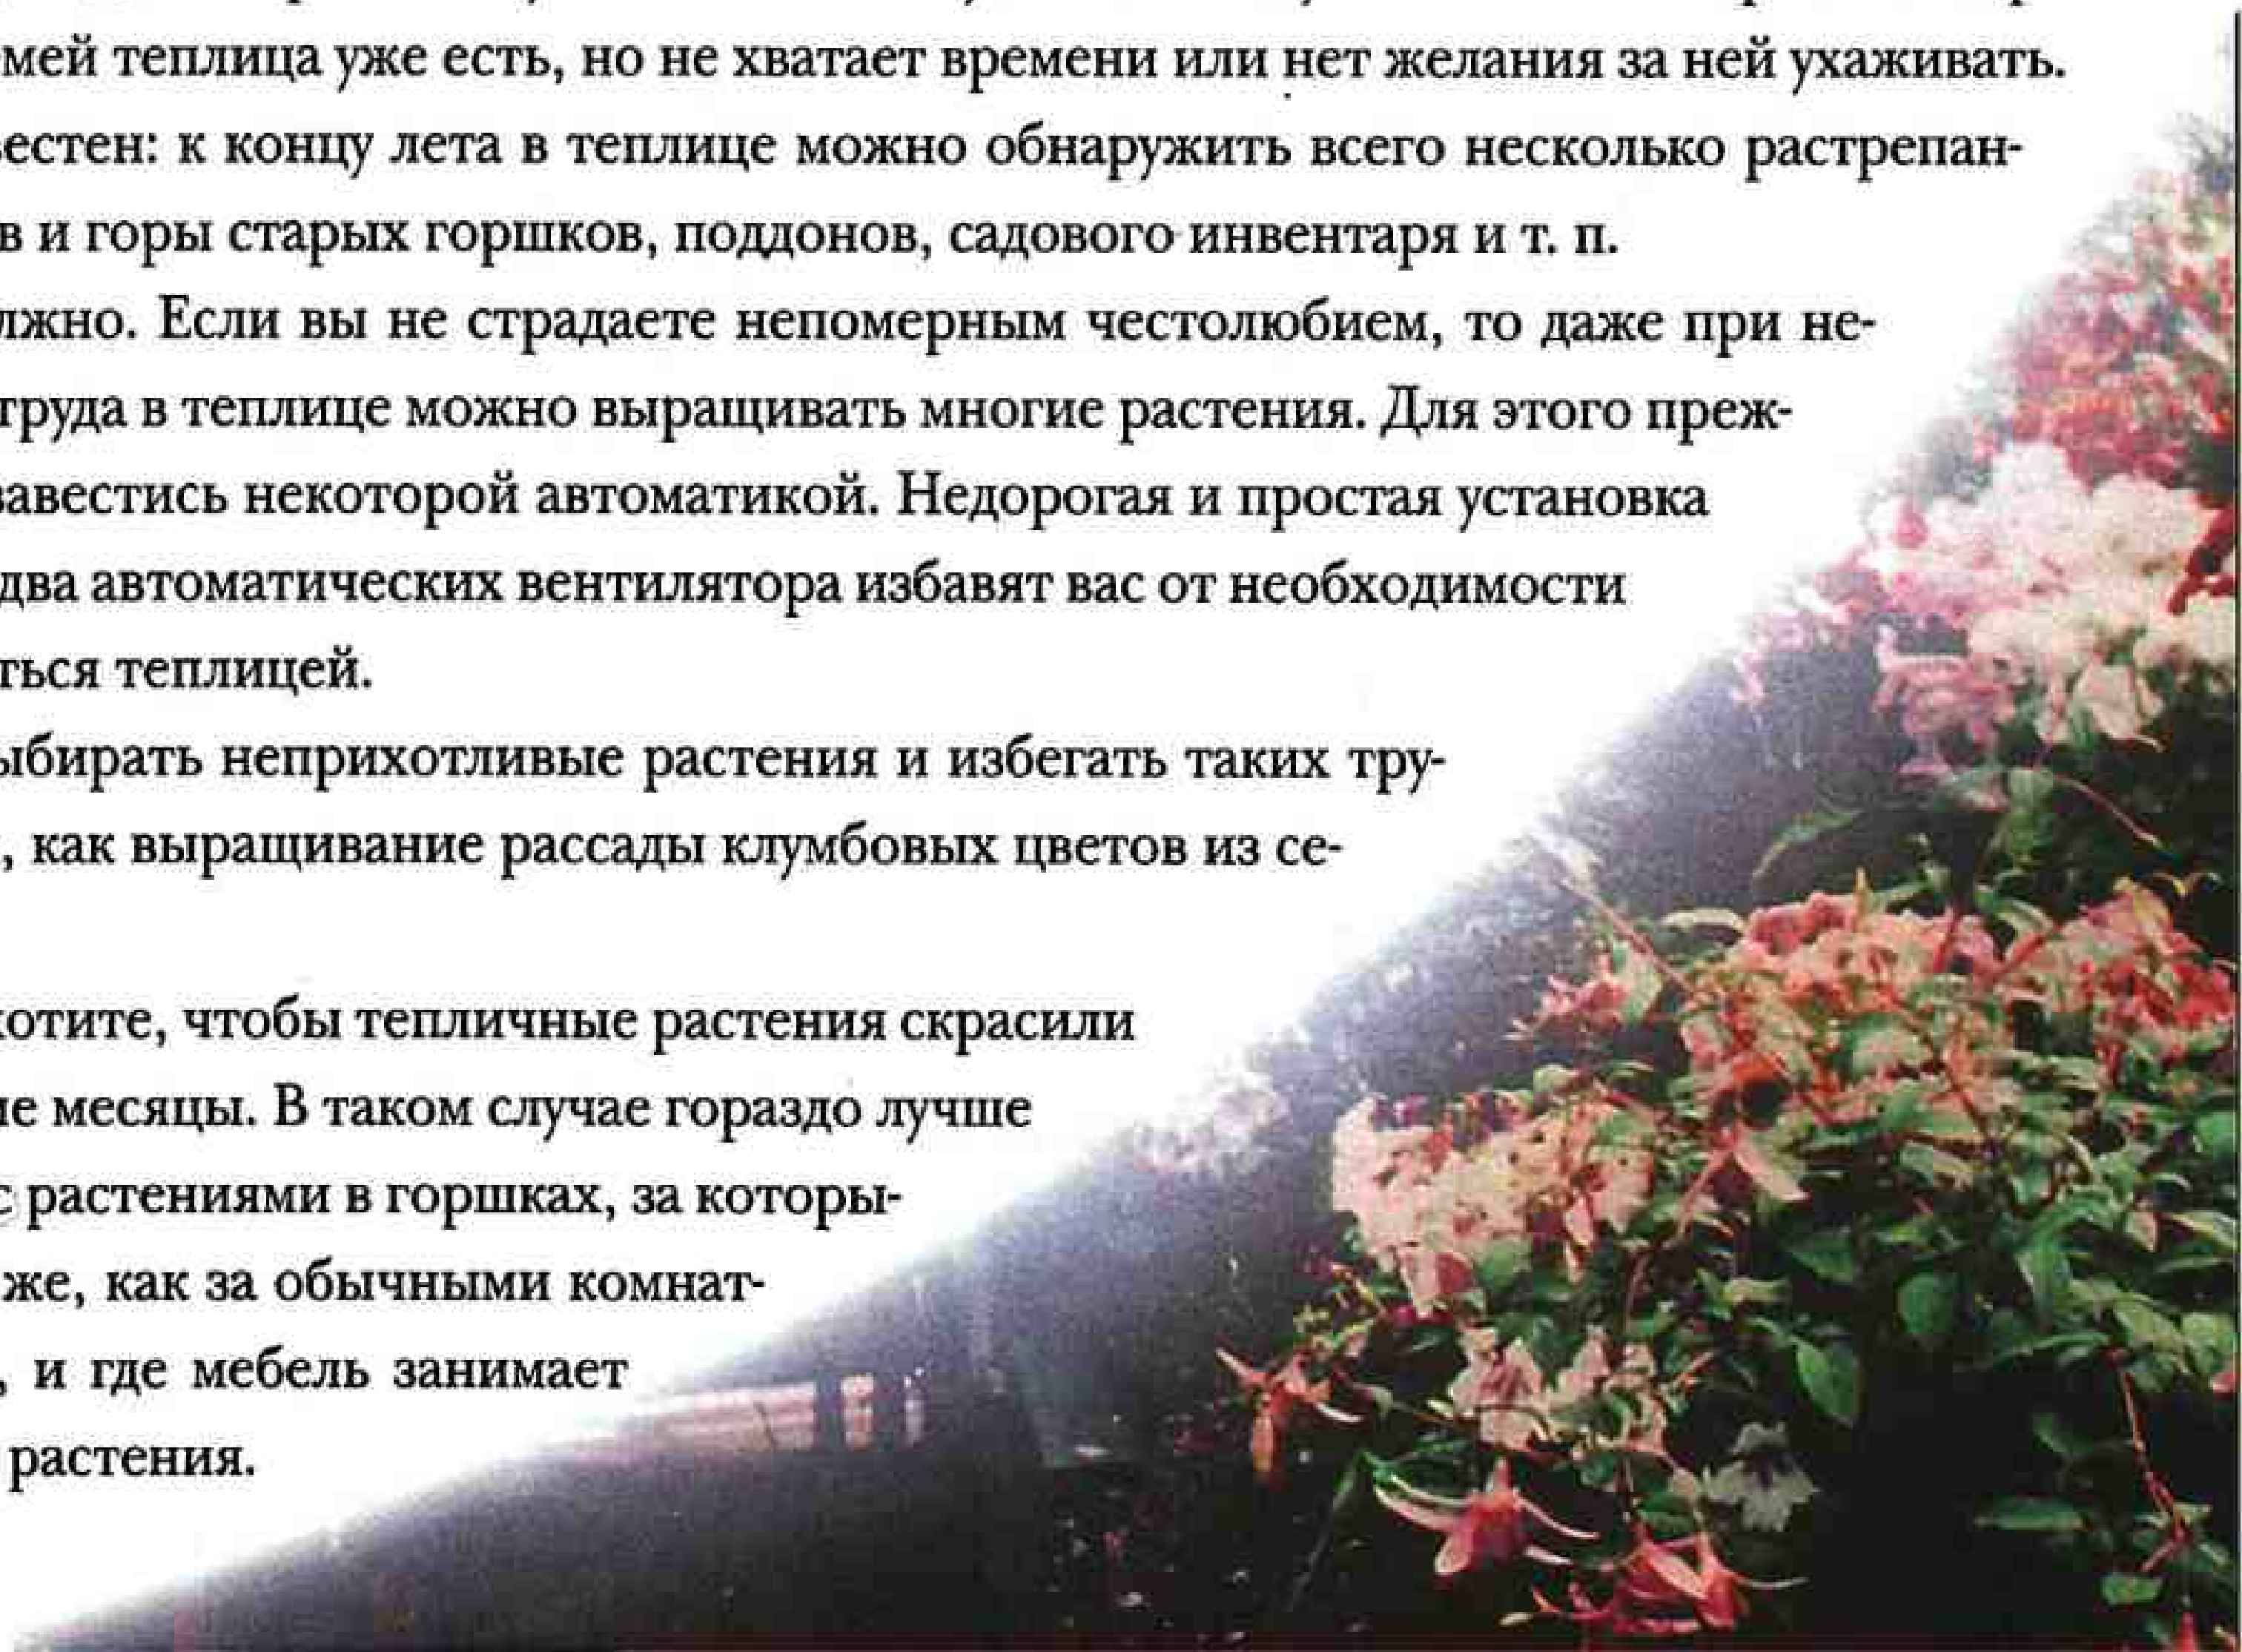 мей теплица уже есть, но не хватает времени или нет желания за ней ухаживать.
вестен: к концу лета в теплице можно обнаружить всего несколько растрепан-
в и горы старых горшков, поддонов, садового инвентаря и т. п.
лжно. Если вы не страдаете непомерным честолюбием, то даже при не-
труда в теплице можно выращивать многие растения. Для этого преж-
завестись некоторой автоматикой. Недорогая и простая установка
два автоматических вентилятора избавят вас от необходимости
ться теплицей.
ыбирать неприхотливые растения и избегать таких тру-
, как выращивание рассады клумбовых цветов из се-
хотите, чтобы тепличные растения скрасили
ие месяцы. В таком случае гораздо лучше
с растениями в горшках, за которы-
же, как за обычными комнат-
, и где мебель занимает
растения.